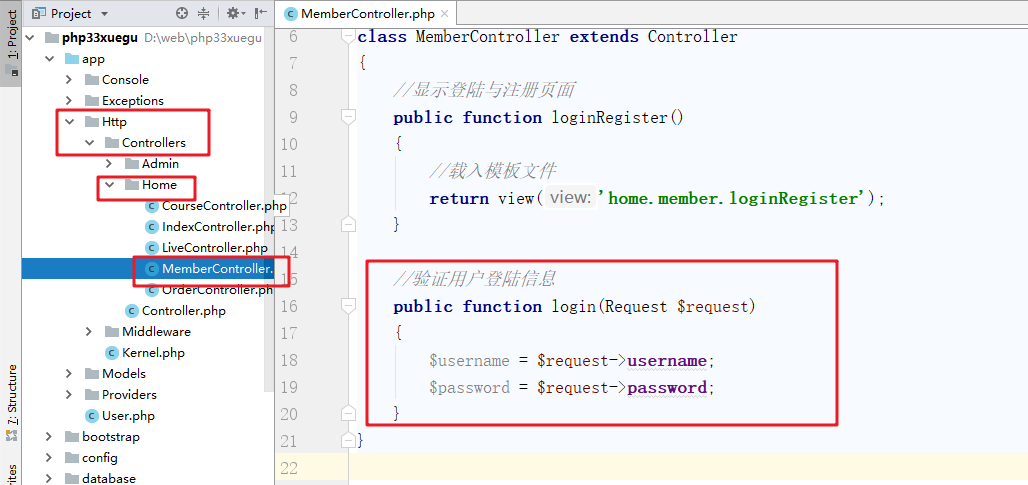 1: Project
7: Structure
rites
Project
php33xuegu D:\web\php33xuegu
app
Console
Exceptions
Http
Controllers
Admin
Home
CourseController.php
IndexController.php
LiveController.php
MemberController.
OrderController.ph
Controller.php
Middleware
Kernel.php
Models
Providers
User.php
bootstrap
config
database
MemberController.php
6 class MemberController extends Controller
7 {
8 //显示登陆与注册页面
9 public function loginRegister()
10 {
11 //载入模板文件
12 return view( view: 'home.member.loginRegister');
13 }
14
15 //验证用户登陆信息
16 public function login(Request $request)
17 {
18 $username = $request->username;
19 $password = $request->password;
20 }
21 }
22